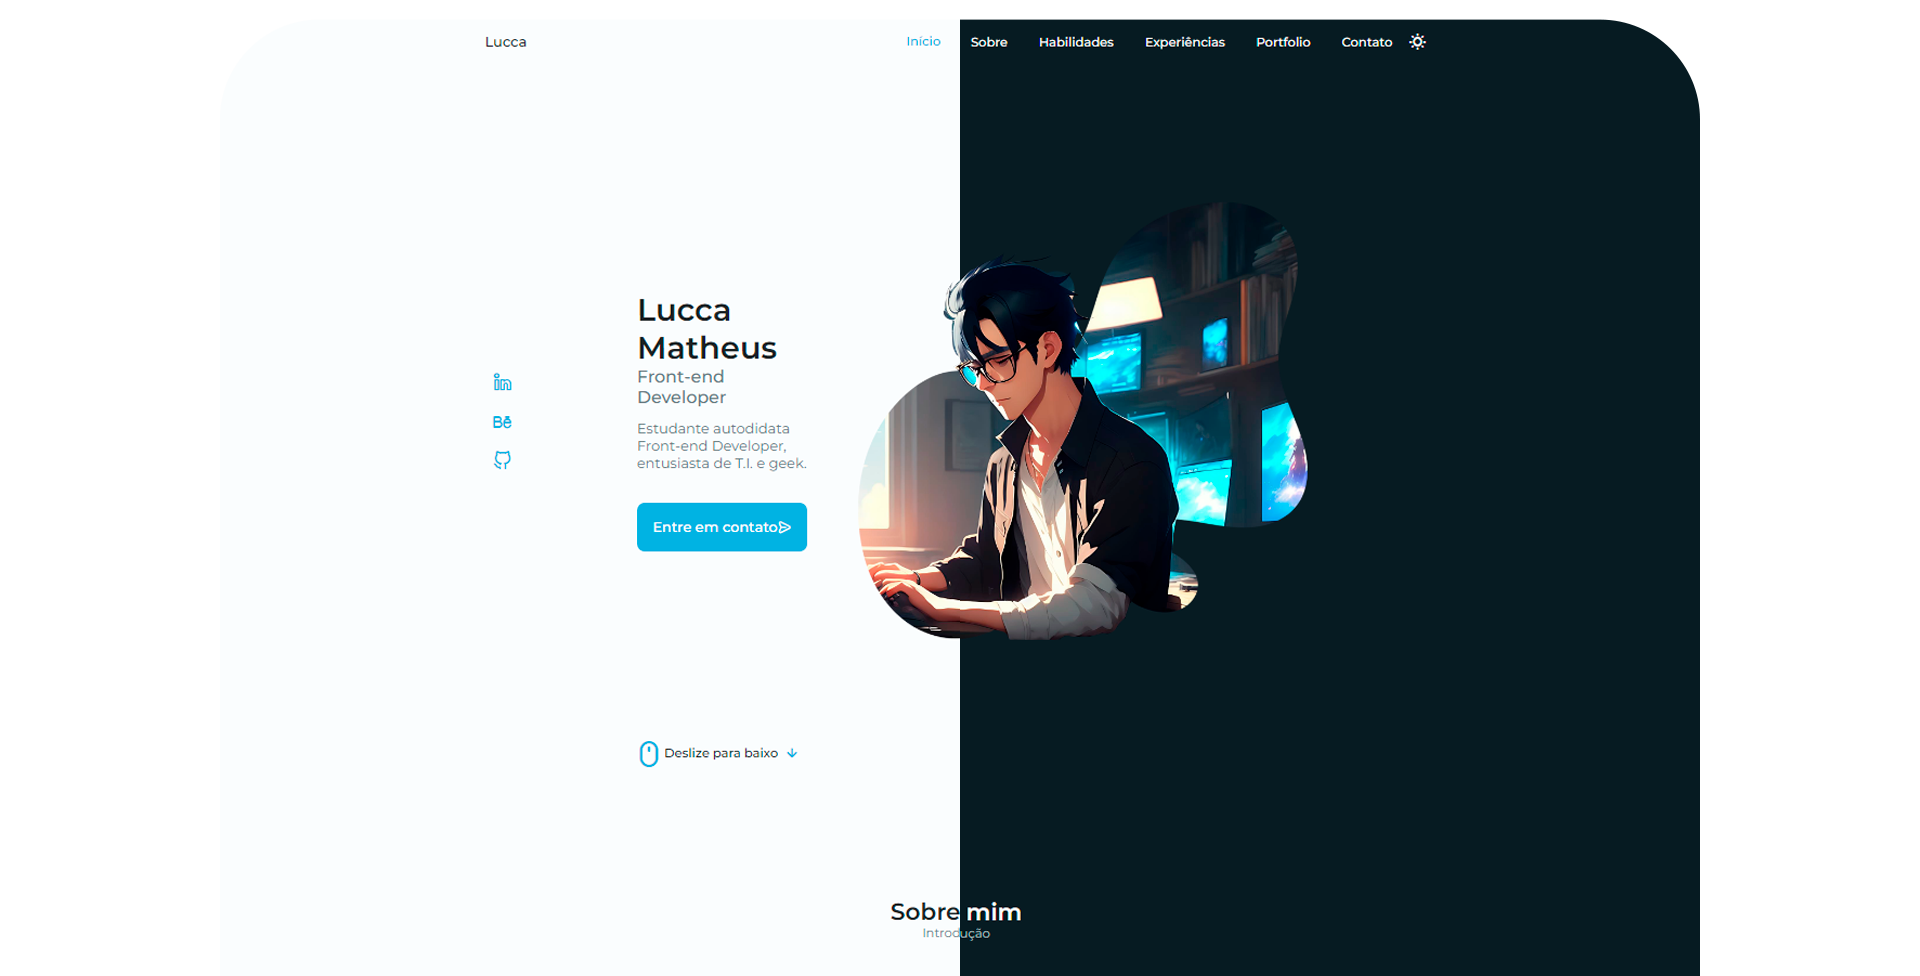 Lucca
Início Sobre Habilidades Experiências Portfolio Contato
Lucca
Matheus
Front-end
Developer
Estudante autodidata
Front-end Developer,
entusiasta de T.I. e geek.
Entre em contato
Deslize para baixo
Sobre mim
Introdução